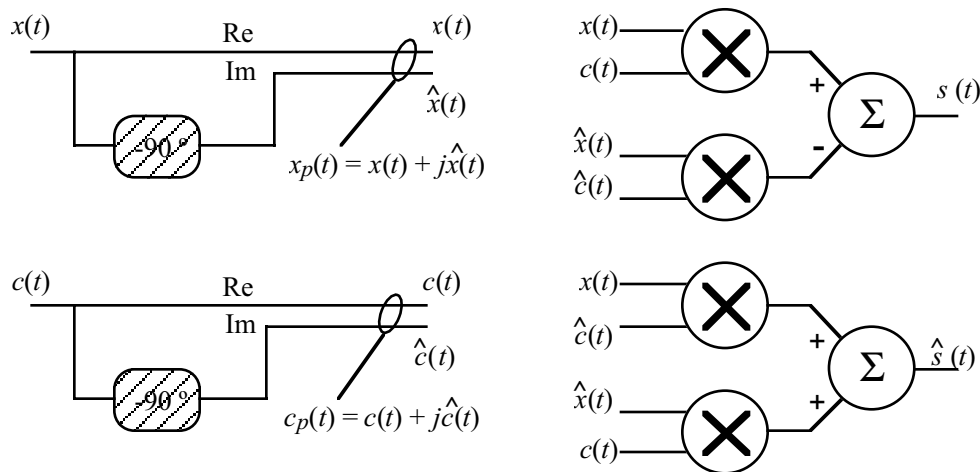 x(t) Re x(t)
Im
x̂(t)
-90 °
x_p(t) = x(t) + jx̂(t)
x(t)
c(t)
+
x̂(t)
-
ĉ(t)
Σ
s (t)
c(t) Re c(t)
Im
ĉ(t)
-90 °
c_p(t) = c(t) + jĉ(t)
x(t)
ĉ(t)
+
x̂(t)
+
c(t)
Σ
ŝ (t)